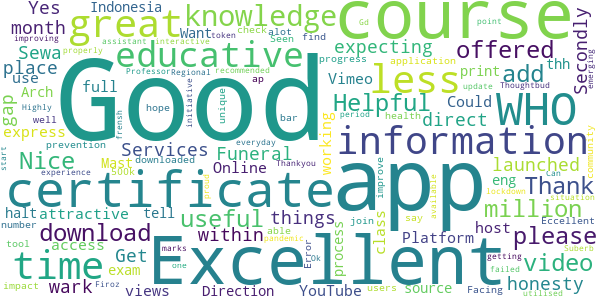 Yes Indonesia great knowledge Want alot check Gd point improving
month assistant Interactive token Seen find course
Sewa educative expecting offered Secondly
place Regional Professor recommended progress application thh
use full ap Vimeo less add Thoughtbud emerging
Arch initiative unique print update
gap Highly hope bar Helpful Could WHO
express well Good frensh direct
Services working health information
Nice prevention Mast Funeral everyday period launched community
start downloaded Thankyou improve Can
experience 500k Online eng Thank lockdown
certificate proud app available
halt attractive tell useful things class join say million situation
number able process Platform host Suberb
download within pandemic Error Ok users please Eccellent
tool access Get Excellent source getting video
time exam marks Facing failed
impact wark views one Direction YouTube honesty
Firoz utilised